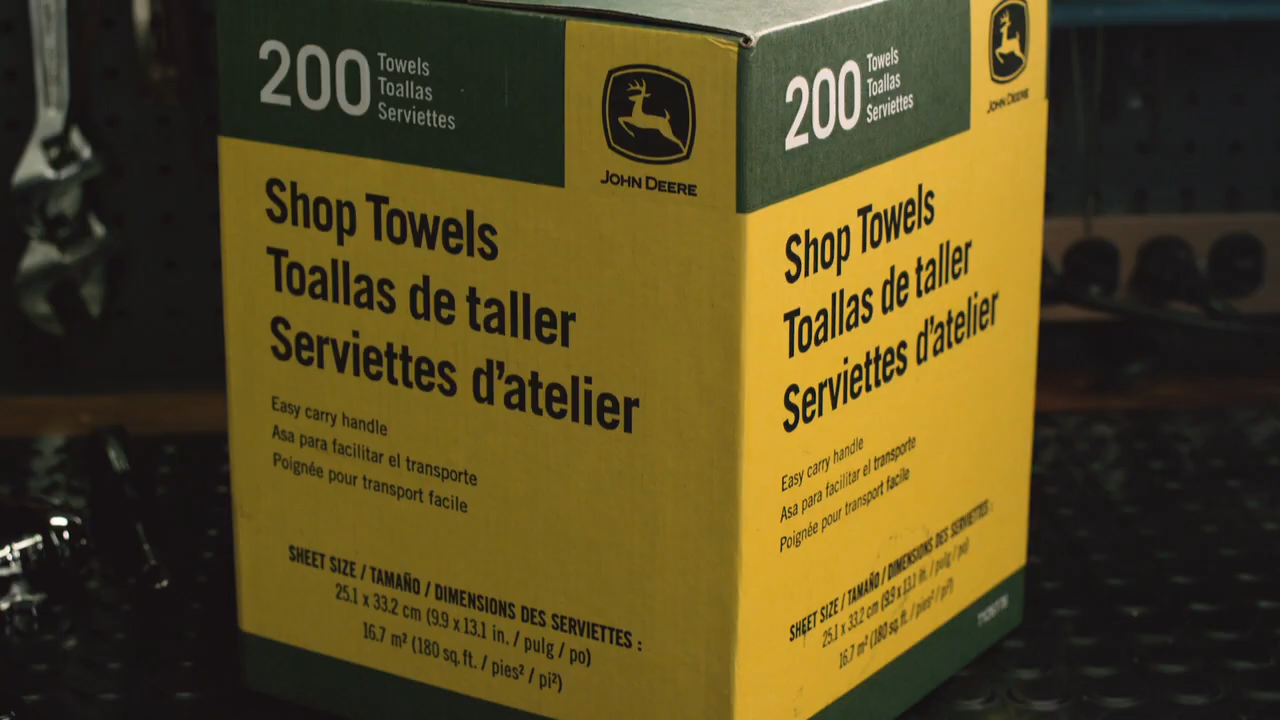 200
Towels
Toallas
Serviettes
JOHN DEERE
Shop Towels
Toallas de taller
Serviettes d'atelier
Easy carry handle
Asa para facilitar el transporte
Poignée pour transport facile
SHEET SIZE / TAMAÑO / DIMENSIONS DES SERVIETTES :
25.1 x 33.2 cm (9.9 x 13.1 in. / pulg / po)
16.7 m² (180 sq. ft. / pies² / pi²)
200
Towels
Toallas
Serviettes
JOHN DEERE
Shop Towels
Toallas de taller
Serviettes d'atelier
Easy carry handle
Asa para facilitar el transporte
Poignée pour transport facile
SHEET SIZE / TAMAÑO / DIMENSIONS DES SERVIETTES :
25.1 x 33.2 cm (9.9 x 13.1 in. / pulg / po)
16.7 m² (180 sq. ft. / pies² / pi²)